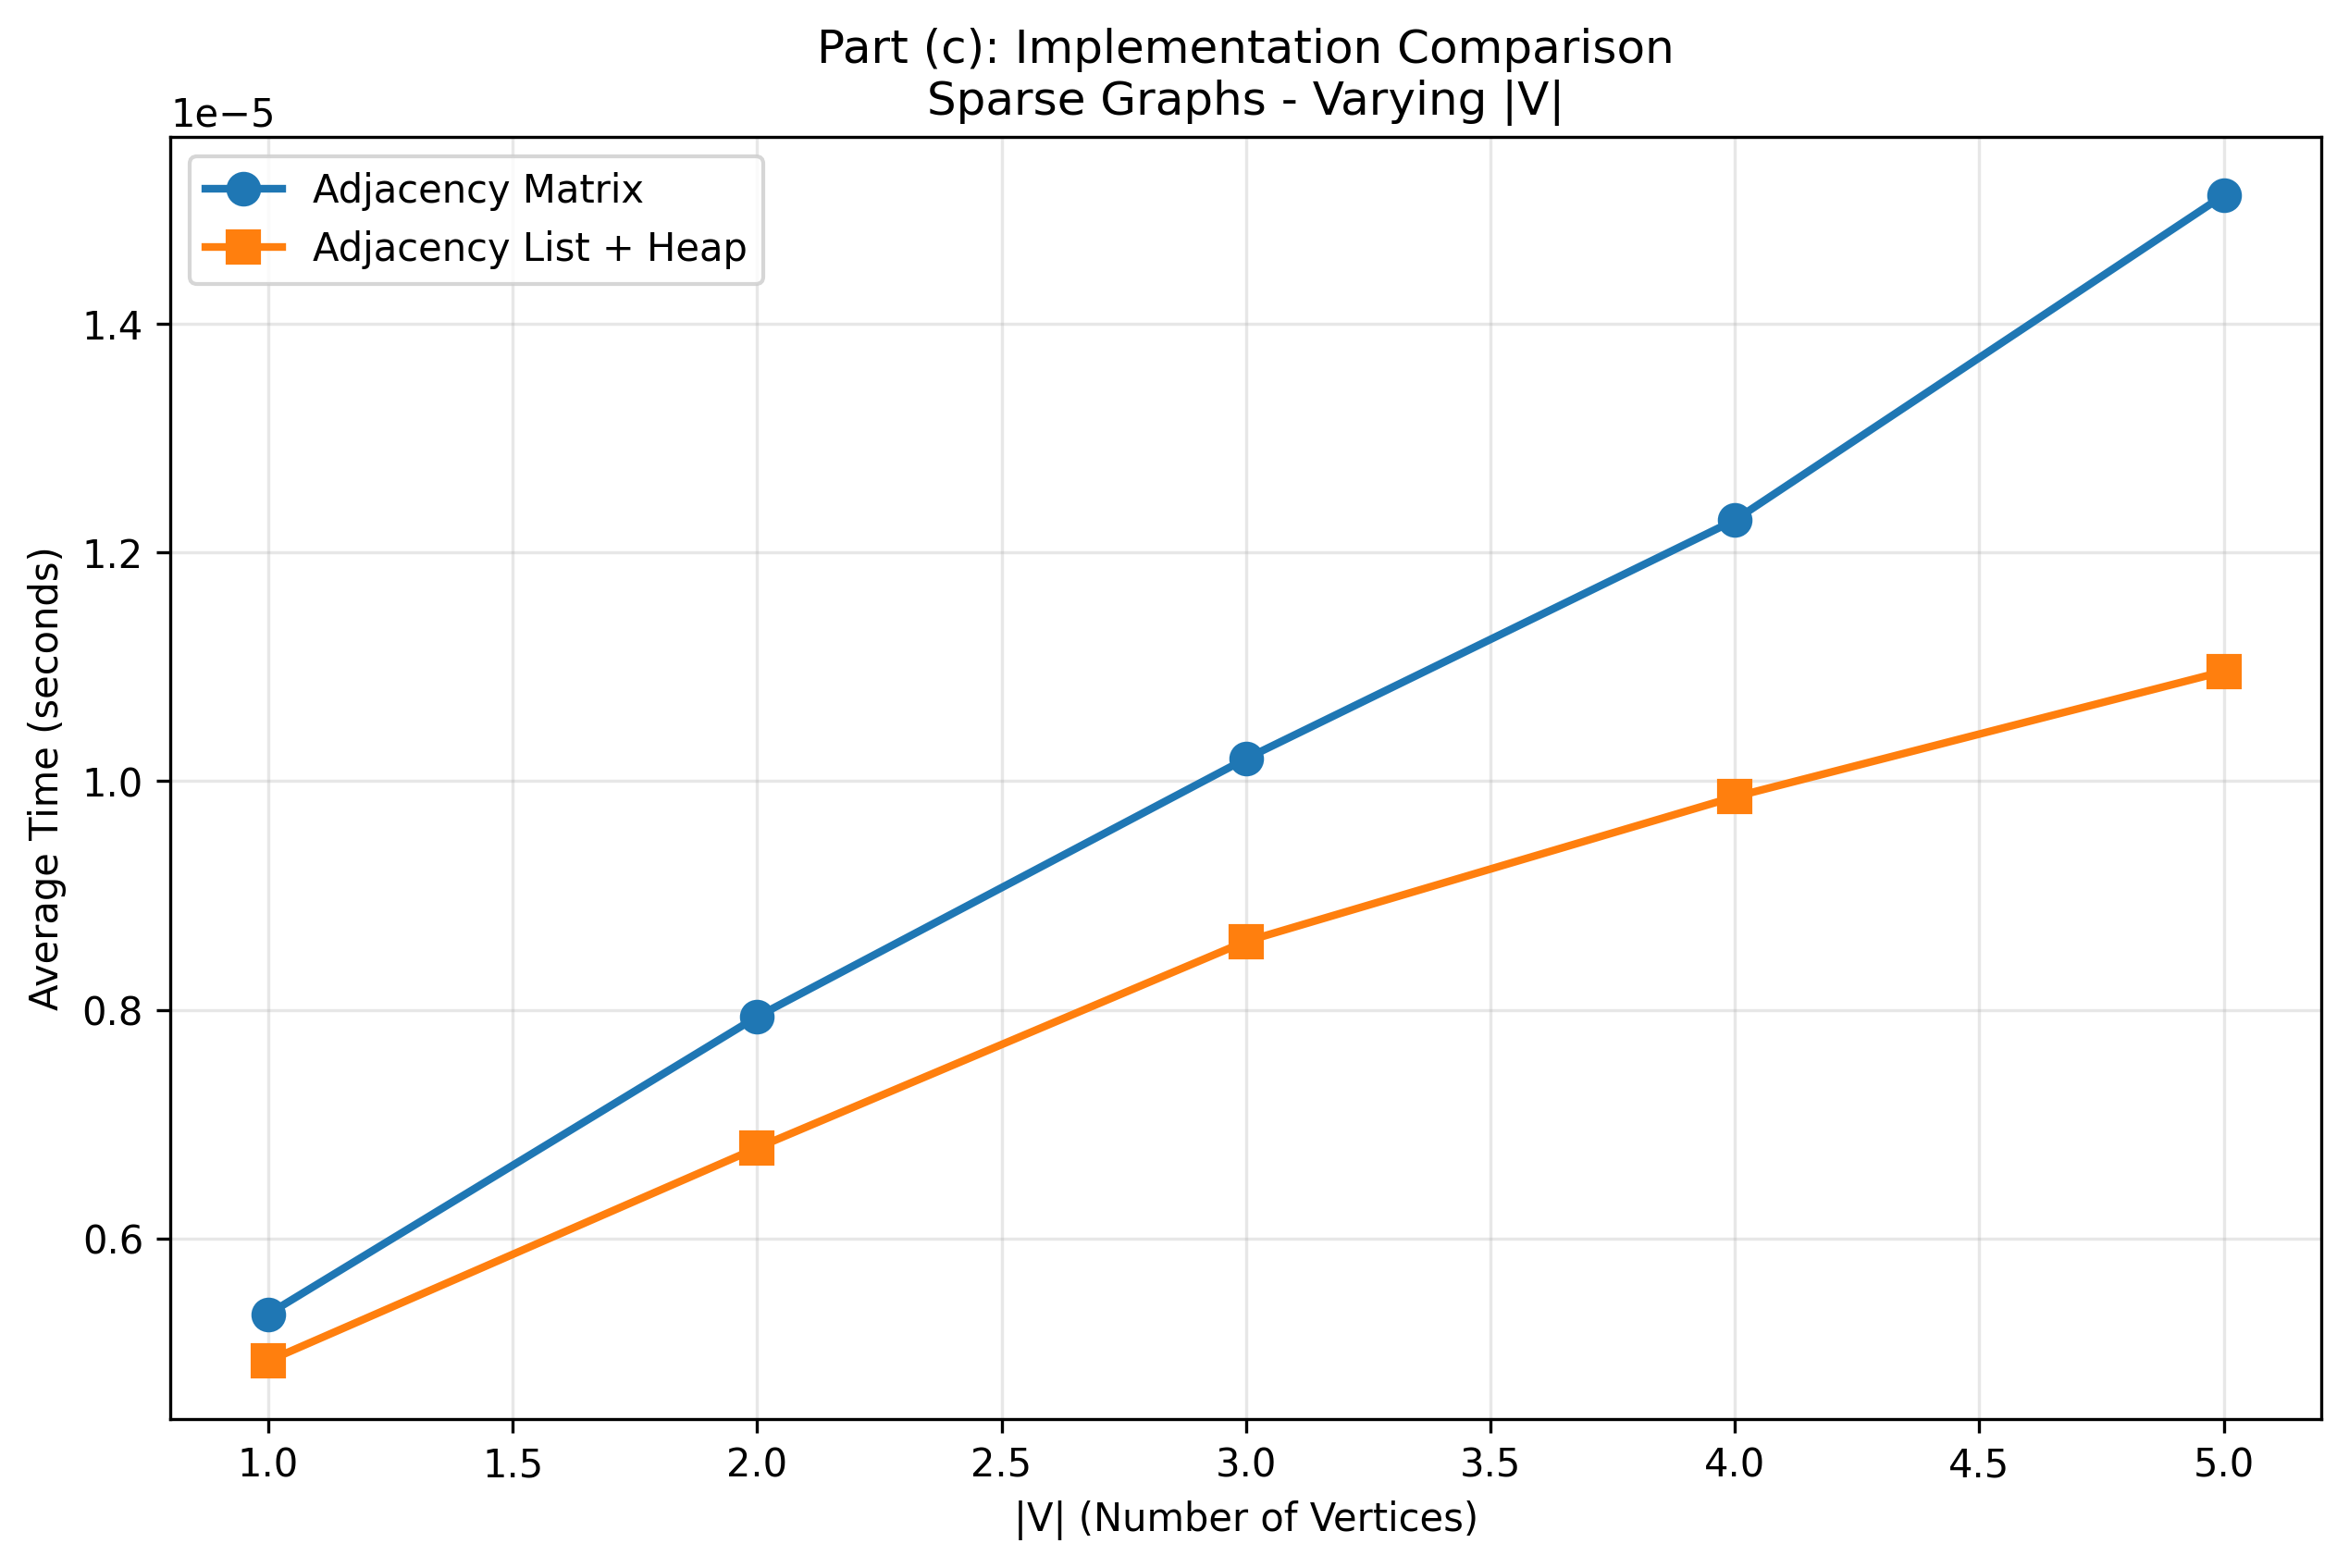 Part (c): Implementation Comparison
Sparse Graphs - Varying |V|
1e−5
Adjacency Matrix
Adjacency List + Heap
1.4
1.2
1.0
0.8
0.6
Average Time (seconds)
1.0 1.5 2.0 2.5 3.0 3.5 4.0 4.5 5.0
|V| (Number of Vertices)